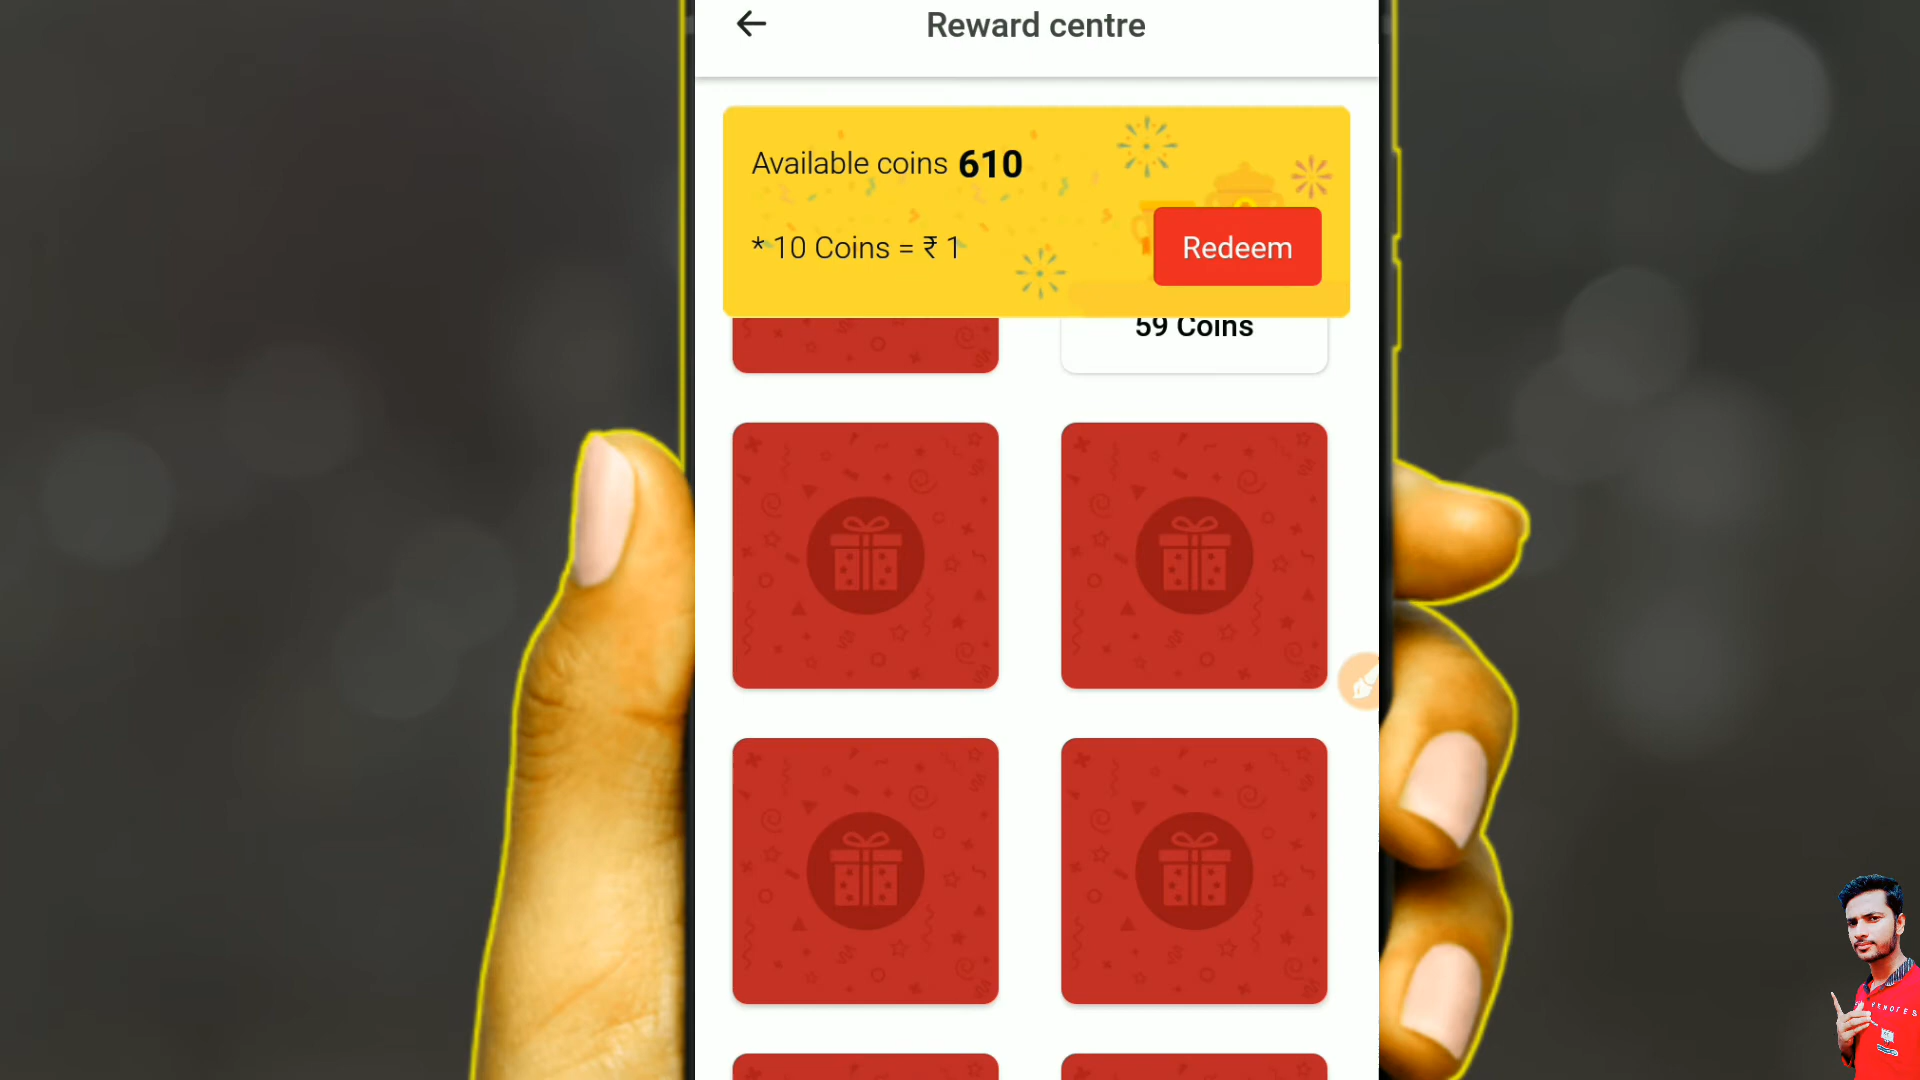 Reward centre
Available coins 610
* 10 Coins = ₹ 1
Redeem
59 Coins